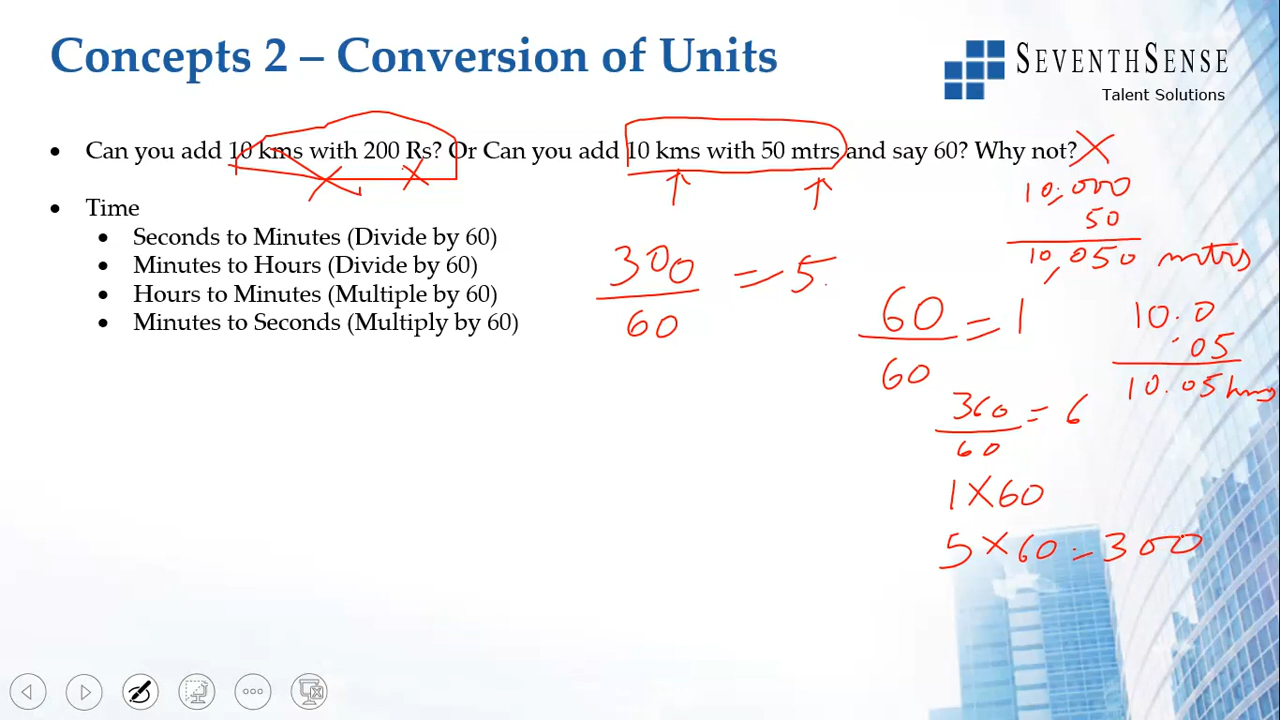 Concepts 2 – Conversion of Units
SEVENTHSENSE
Talent Solutions
• Can you add 10 kms with 200 Rs? Or Can you add 10 kms with 50 mtrs and say 60? Why not?
• Time
• Seconds to Minutes (Divide by 60)
• Minutes to Hours (Divide by 60)
• Hours to Minutes (Multiple by 60)
• Minutes to Seconds (Multiply by 60)
300
60
= 5
10,000
50
10,050 mtrs
60
60
= 1
10.0
.05
10.05 kms
360
60
= 6
1 X 60
5 X 60 = 300